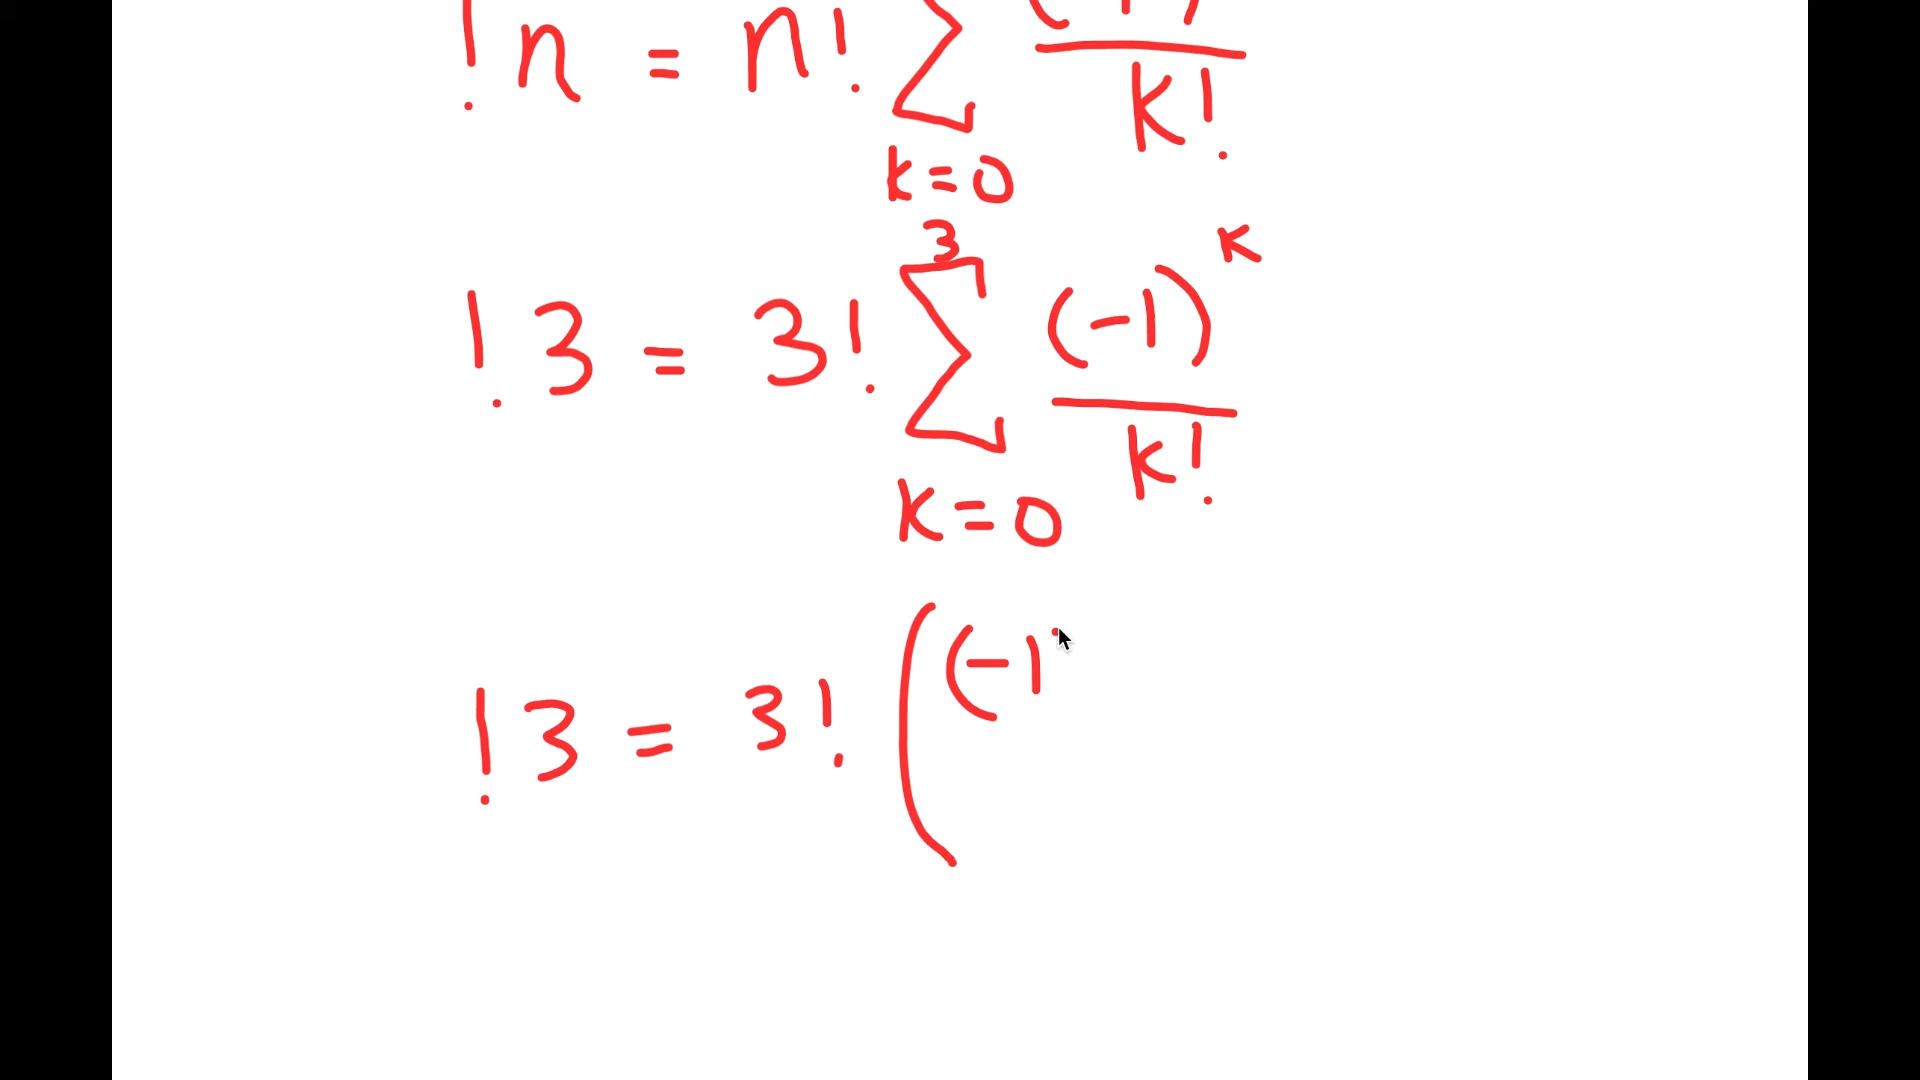 !n = n! ∑ (-1) / k!
k=0
3
!3 = 3! ∑ (-1)^k / k!
k=0
!3 = 3! ( (-1